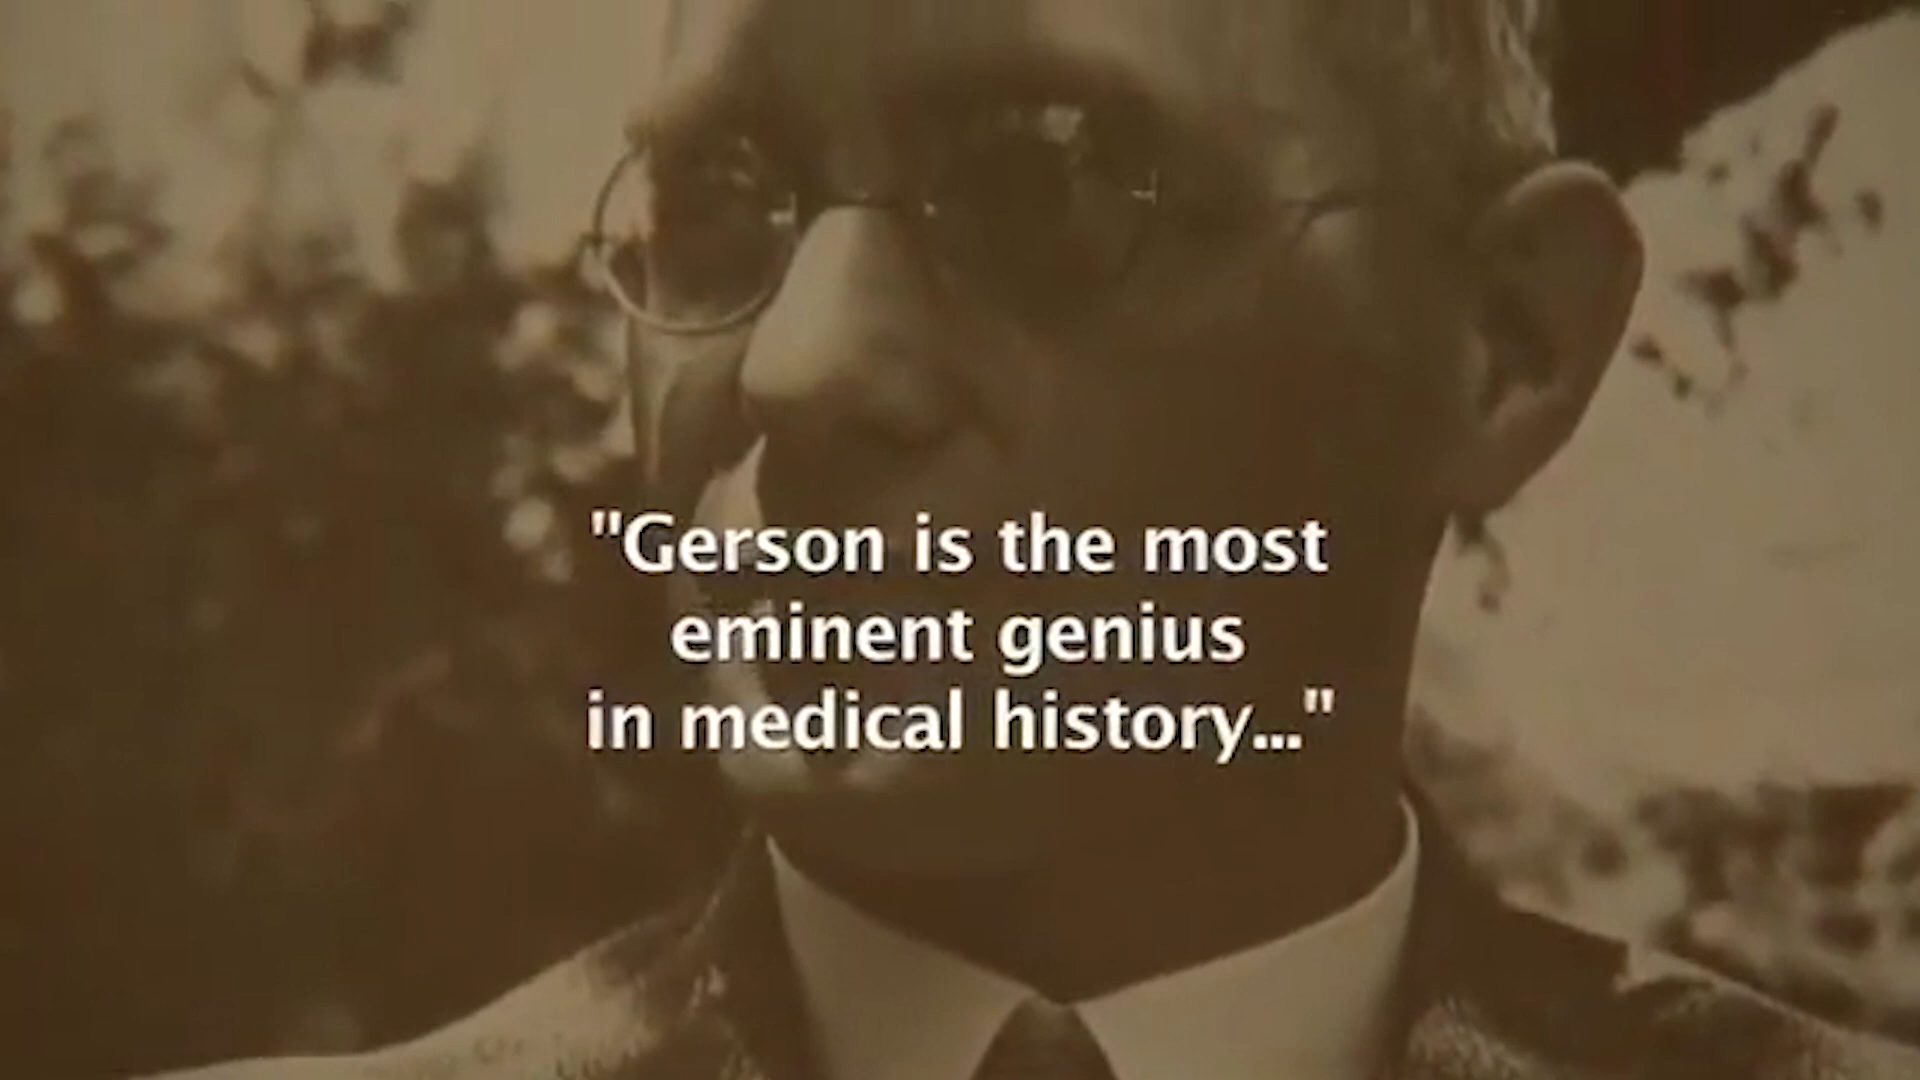 "Gerson is the most
eminent genius
in medical history..."